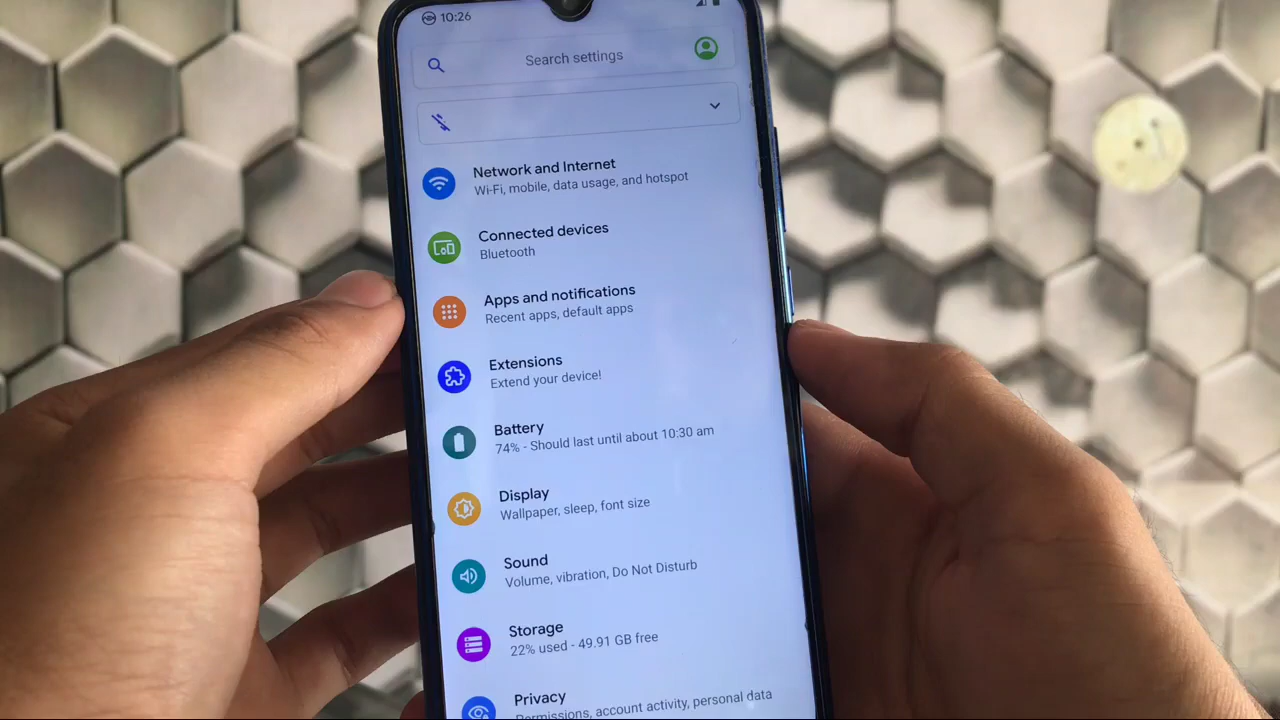 10:26
Search settings
Network and Internet
Wi-Fi, mobile, data usage, and hotspot
Connected devices
Bluetooth
Apps and notifications
Recent apps, default apps
Extensions
Extend your device!
Battery
74% - Should last until about 10:30 am
Display
Wallpaper, sleep, font size
Sound
Volume, vibration, Do Not Disturb
Storage
22% used - 49.91 GB free
Privacy
Permissions, account activity, personal data